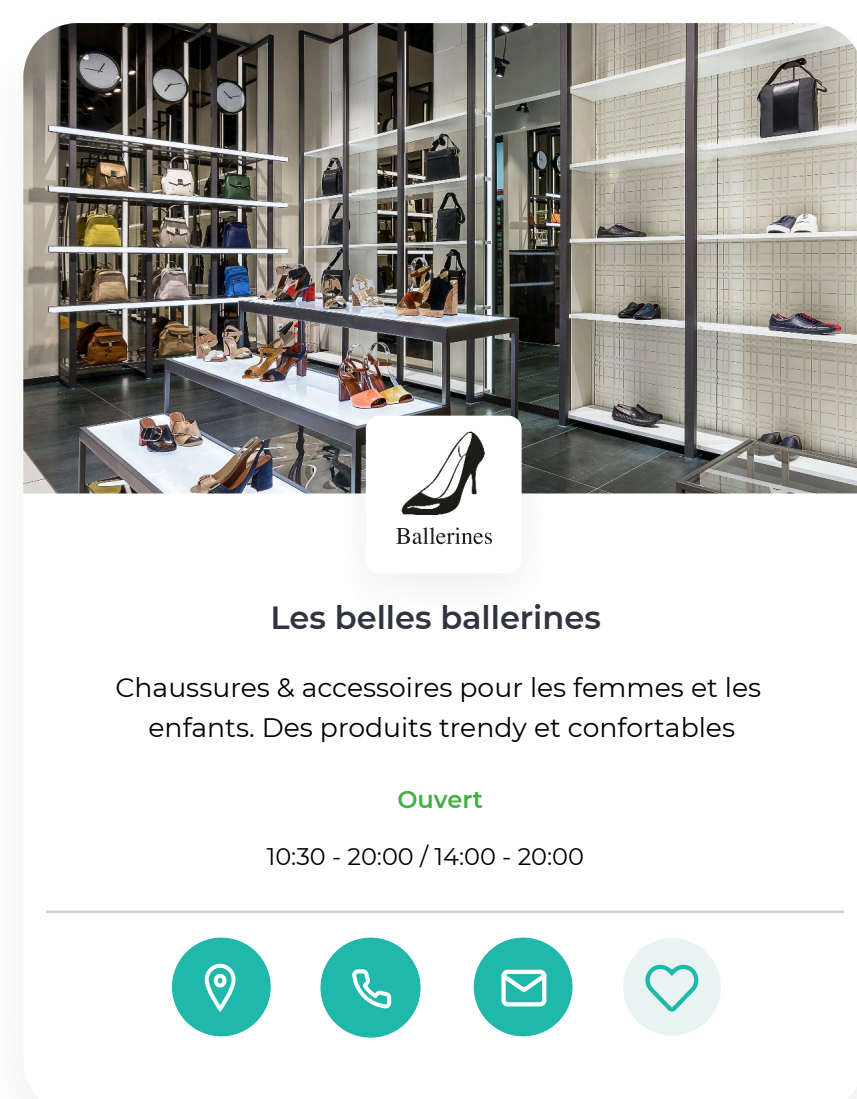 Ballerines
Les belles ballerines
Chaussures & accessoires pour les femmes et les
enfants. Des produits trendy et confortables
Ouvert
10:30 - 20:00 / 14:00 - 20:00